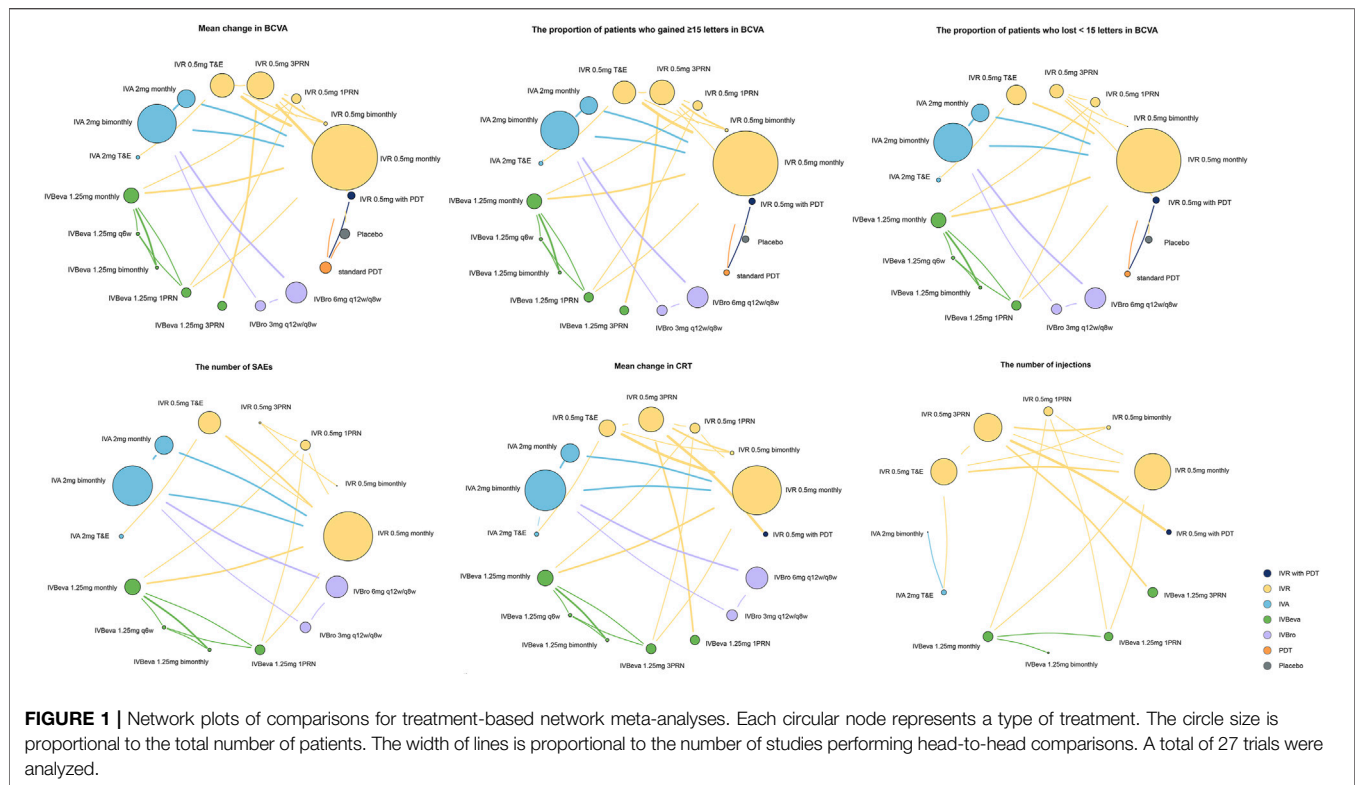 Mean change in BCVA
IVR 0.5mg T&E
IVR 0.5mg 3PRN
IVR 0.5mg 1PRN
IVR 0.5mg bimonthly
IVR 0.5mg monthly
IVR 0.5mg with PDT
Placebo
standard PDT
IVBro 6mg q12w/q8w
IVBro 3mg q12w/q8w
IVBeva 1.25mg 3PRN
IVBeva 1.25mg 1PRN
IVBeva 1.25mg bimonthly
IVBeva 1.25mg q6w
IVBeva 1.25mg monthly
IVA 2mg T&E
IVA 2mg bimonthly
IVA 2mg monthly
The proportion of patients who gained ≥15 letters in BCVA
IVR 0.5mg T&E
IVR 0.5mg 3PRN
IVR 0.5mg 1PRN
IVR 0.5mg bimonthly
IVR 0.5mg monthly
IVR 0.5mg with PDT
Placebo
standard PDT
IVBro 6mg q12w/q8w
IVBro 3mg q12w/q8w
IVBeva 1.25mg 3PRN
IVBeva 1.25mg 1PRN
IVBeva 1.25mg bimonthly
IVBeva 1.25mg q6w
IVBeva 1.25mg monthly
IVA 2mg T&E
IVA 2mg bimonthly
IVA 2mg monthly
The proportion of patients who lost < 15 letters in BCVA
IVR 0.5mg T&E
IVR 0.5mg 3PRN
IVR 0.5mg 1PRN
IVR 0.5mg bimonthly
IVR 0.5mg monthly
IVR 0.5mg with PDT
Placebo
standard PDT
IVBro 6mg q12w/q8w
IVBro 3mg q12w/q8w
IVBeva 1.25mg 1PRN
IVBeva 1.25mg bimonthly
IVBeva 1.25mg q6w
IVBeva 1.25mg monthly
IVA 2mg T&E
IVA 2mg bimonthly
IVA 2mg monthly
The number of SAEs
IVR 0.5mg T&E
IVR 0.5mg 3PRN
IVR 0.5mg 1PRN
IVR 0.5mg bimonthly
IVR 0.5mg monthly
IVBro 6mg q12w/q8w
IVBro 3mg q12w/q8w
IVBeva 1.25mg 1PRN
IVBeva 1.25mg bimonthly
IVBeva 1.25mg q6w
IVBeva 1.25mg monthly
IVA 2mg T&E
IVA 2mg bimonthly
IVA 2mg monthly
Mean change in CRT
IVR 0.5mg T&E
IVR 0.5mg 3PRN
IVR 0.5mg 1PRN
IVR 0.5mg bimonthly
IVR 0.5mg monthly
IVR 0.5mg with PDT
IVBro 6mg q12w/q8w
IVBro 3mg q12w/q8w
IVBeva 1.25mg 1PRN
IVBeva 1.25mg 3PRN
IVBeva 1.25mg bimonthly
IVBeva 1.25mg q6w
IVBeva 1.25mg monthly
IVA 2mg T&E
IVA 2mg bimonthly
IVA 2mg monthly
The number of injections
IVR 0.5mg 1PRN
IVR 0.5mg bimonthly
IVR 0.5mg monthly
IVR 0.5mg with PDT
IVBeva 1.25mg 3PRN
IVBeva 1.25mg 1PRN
IVBeva 1.25mg bimonthly
IVBeva 1.25mg monthly
IVA 2mg T&E
IVA 2mg bimonthly
IVR 0.5mg T&E
IVR 0.5mg 3PRN
IVR with PDT
IVR
IVA
IVBeva
IVBro
PDT
Placebo
FIGURE 1 | Network plots of comparisons for treatment-based network meta-analyses. Each circular node represents a type of treatment. The circle size is
proportional to the total number of patients. The width of lines is proportional to the number of studies performing head-to-head comparisons. A total of 27 trials were
analyzed.